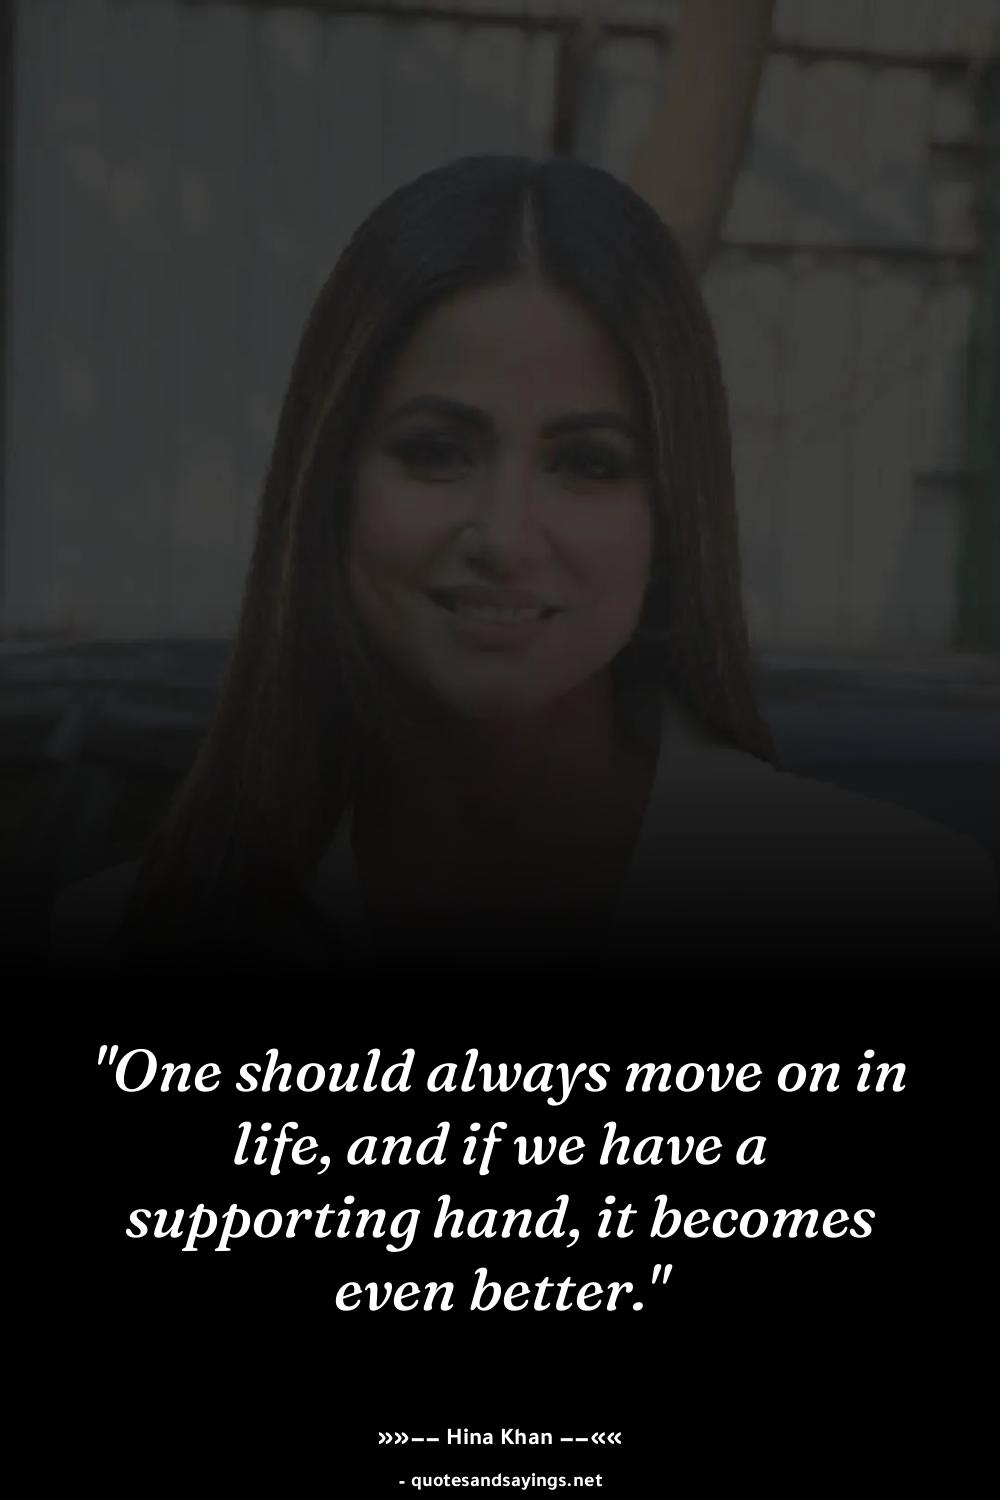 "One should always move on in
life, and if we have a
supporting hand, it becomes
even better."
»»−− Hina Khan −−««
- quotesandsayings.net